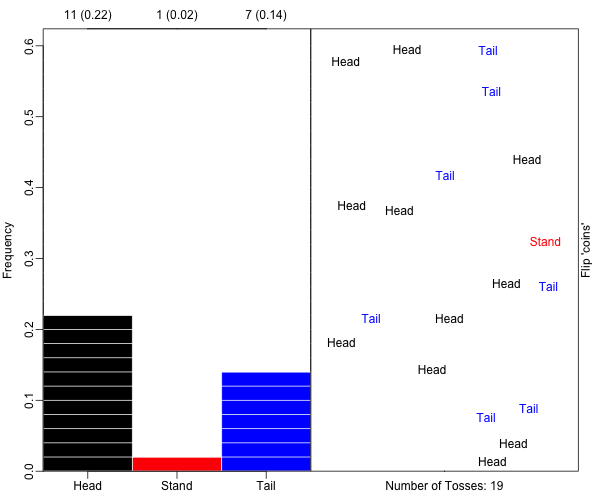 11 (0.22) 1 (0.02) 7 (0.14)
Frequency
0.6
0.5
0.4
0.3
0.2
0.1
0.0
Head Stand Tail
Head Tail
Head
Tail
Head
Tail
Head
Head
Stand
Head
Tail
Tail Head
Head
Head
Tail
Tail
Head
Head
Flip 'coins'
Number of Tosses: 19